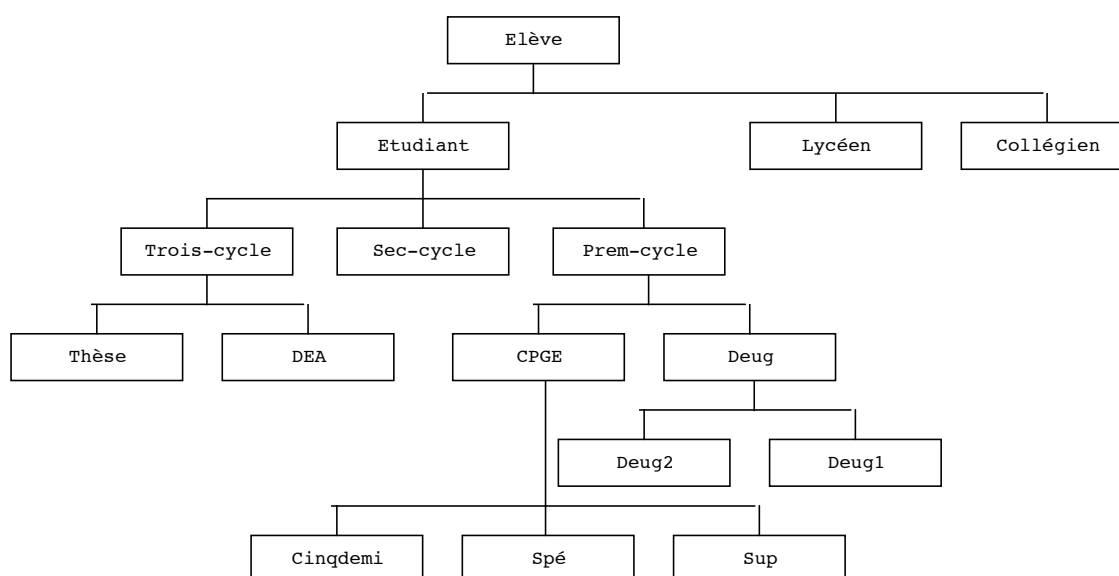 Elève
Etudiant
Lycéen
Collégien
Trois-cycle
Sec-cycle
Prem-cycle
Thèse
DEA
CPGE
Deug
Deug2
Deug1
Cinqdemi
Spé
Sup